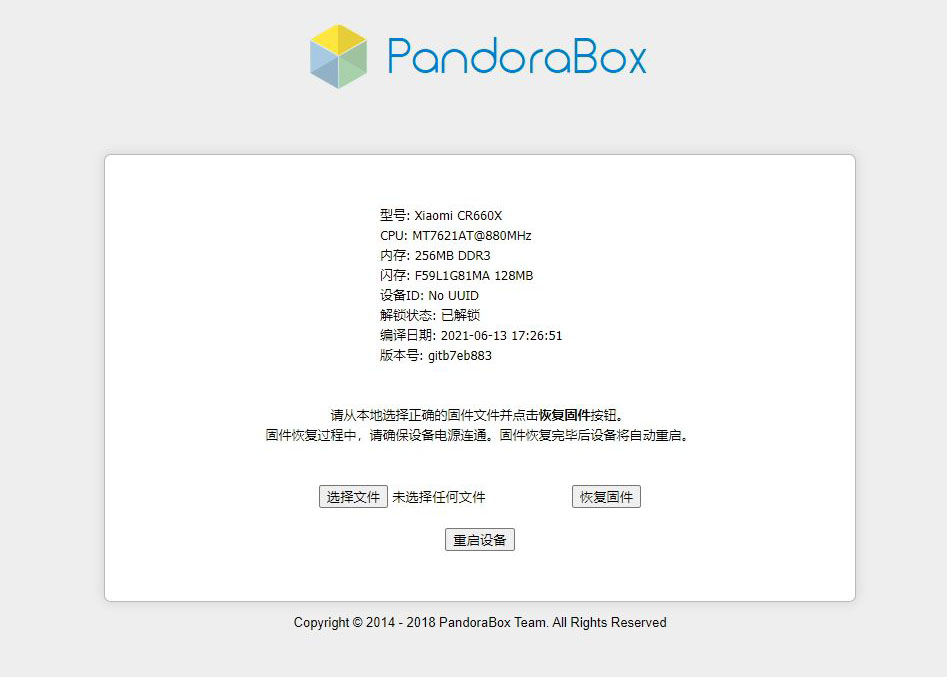 PandoraBox
型号: Xiaomi CR660X
CPU: MT7621AT@880MHz
内存: 256MB DDR3
闪存: F59L1G81MA 128MB
设备ID: No UUID
解锁状态: 已解锁
编译日期: 2021-06-13 17:26:51
版本号: gitb7eb883
请从本地选择正确的固件文件并点击恢复固件按钮。
固件恢复过程中，请确保设备电源连通。固件恢复完毕后设备将自动重启。
选择文件 未选择任何文件 恢复固件
重启设备
Copyright © 2014 - 2018 PandoraBox Team. All Rights Reserved